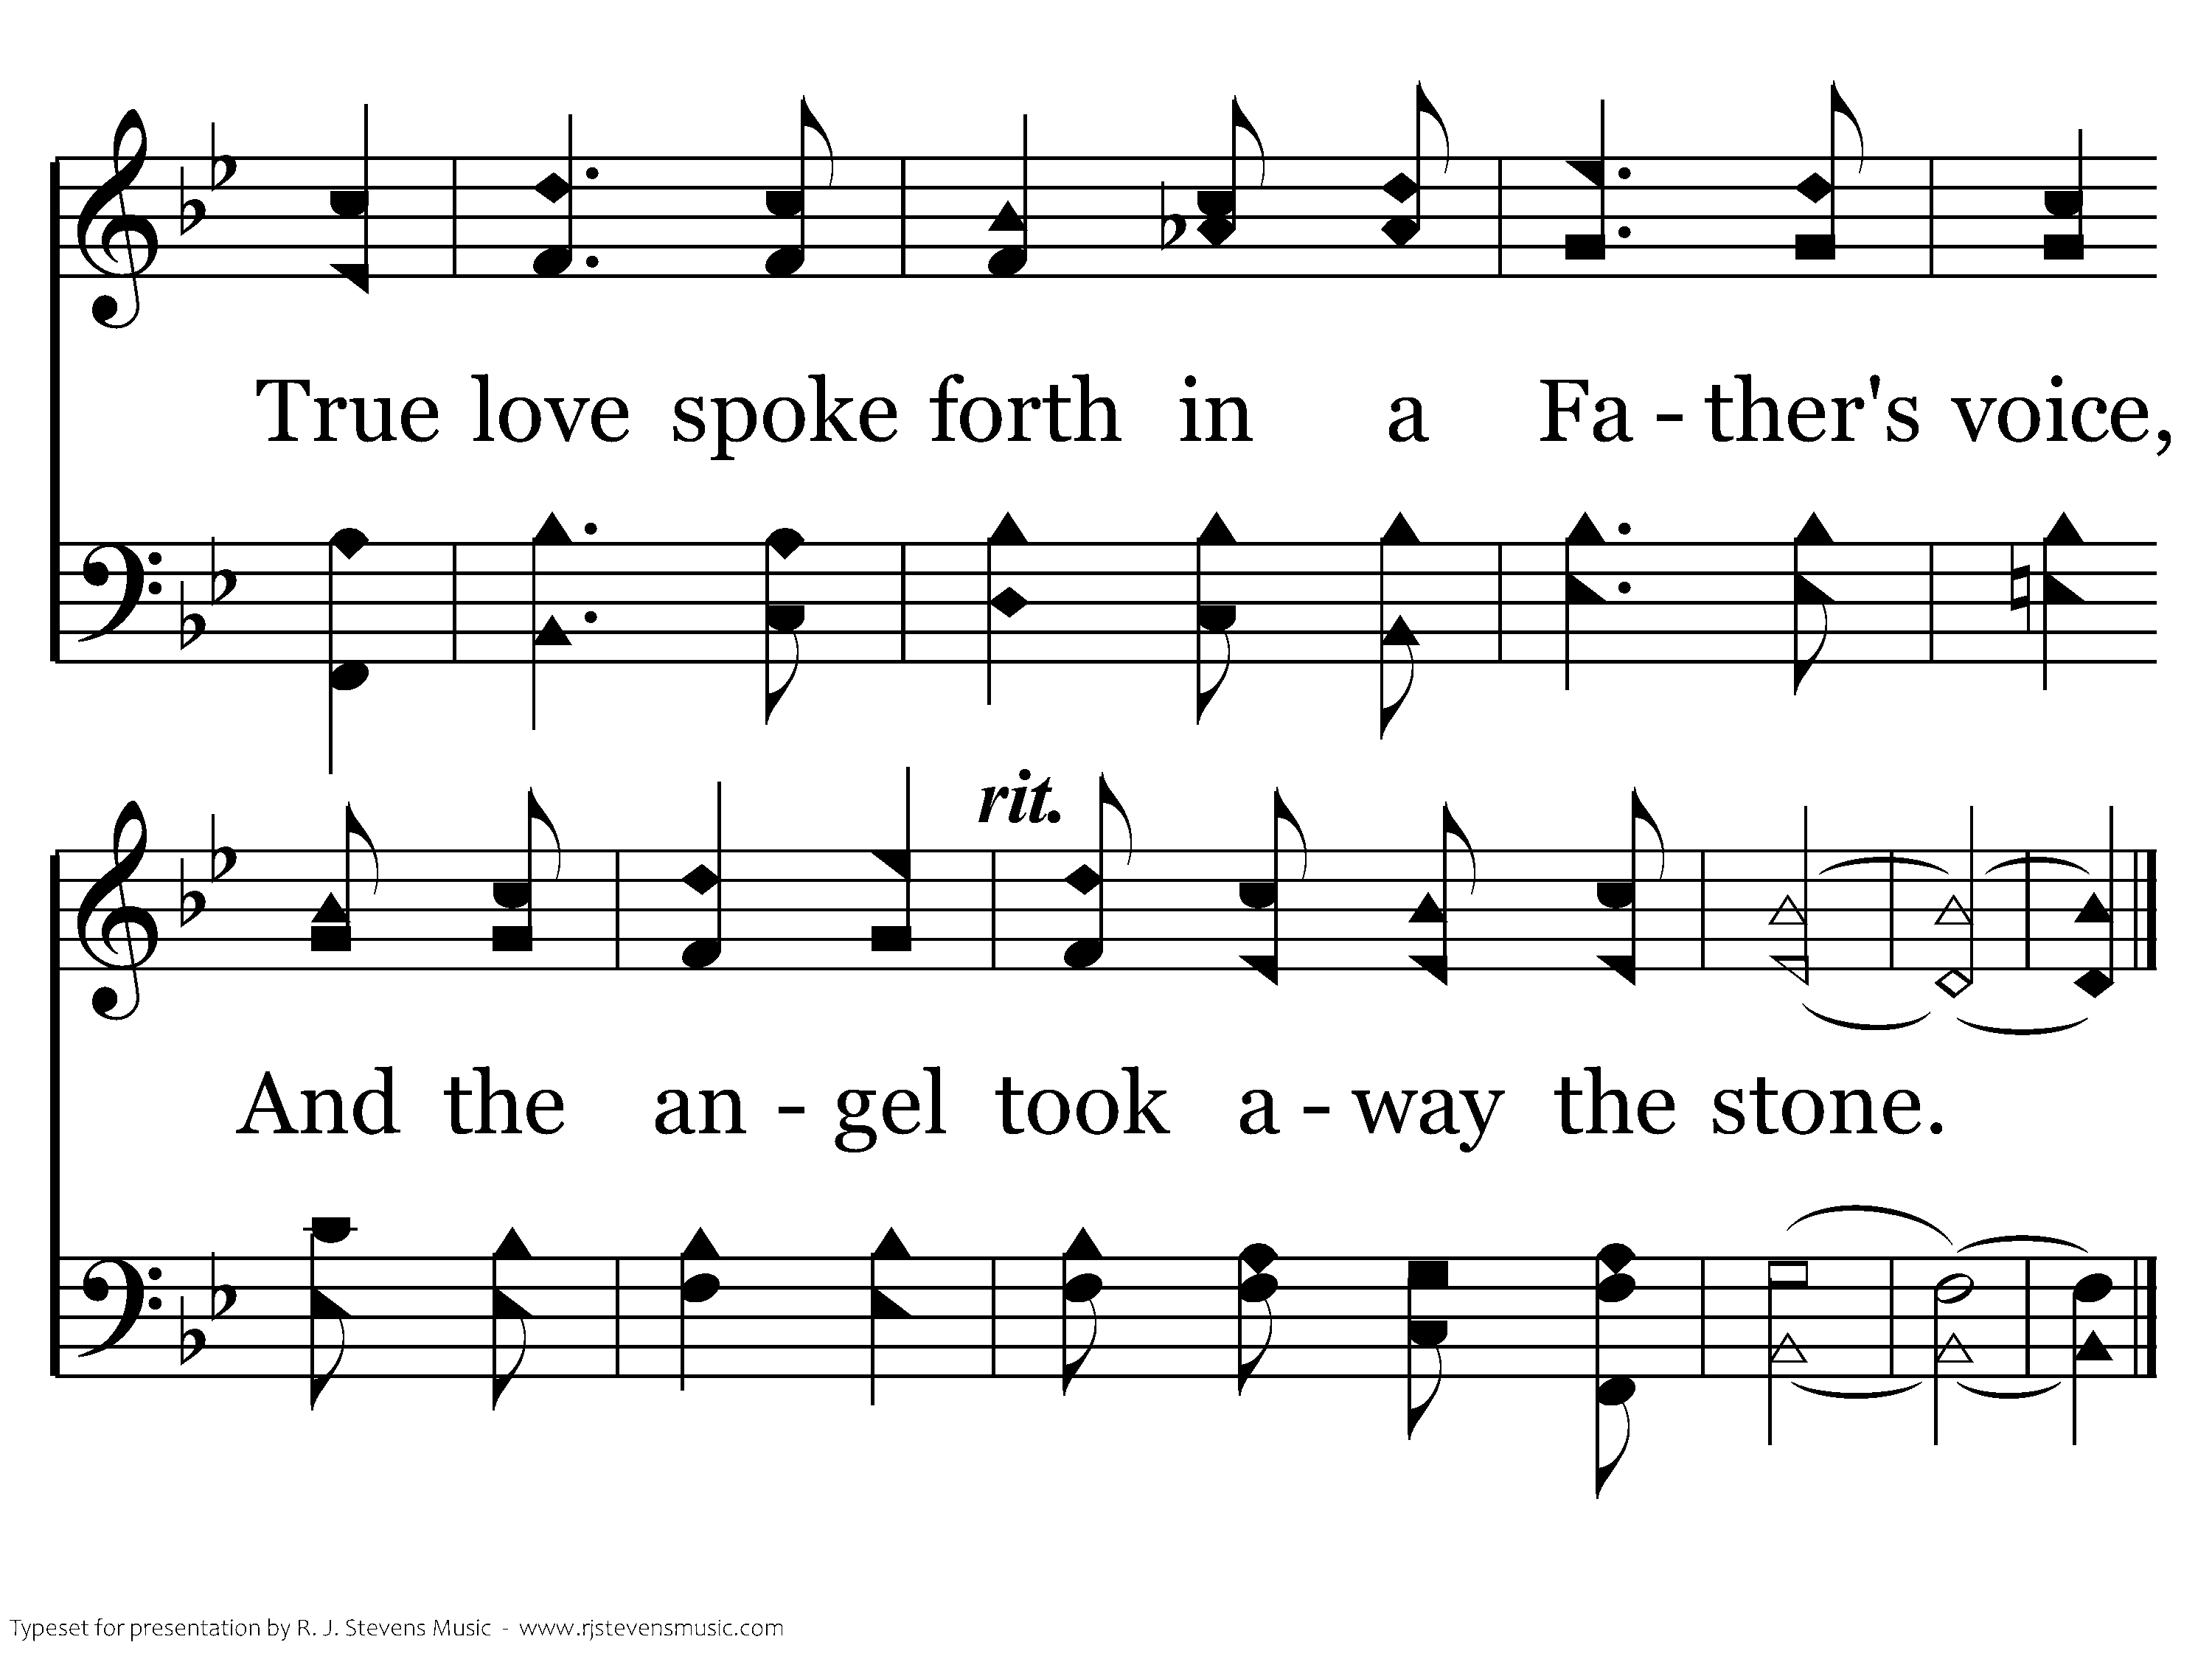 True love spoke forth in a Fa - ther's voice,
rit.
And the an - gel took a - way the stone.
Typeset for presentation by R. J. Stevens Music - www.rjstevensmusic.com